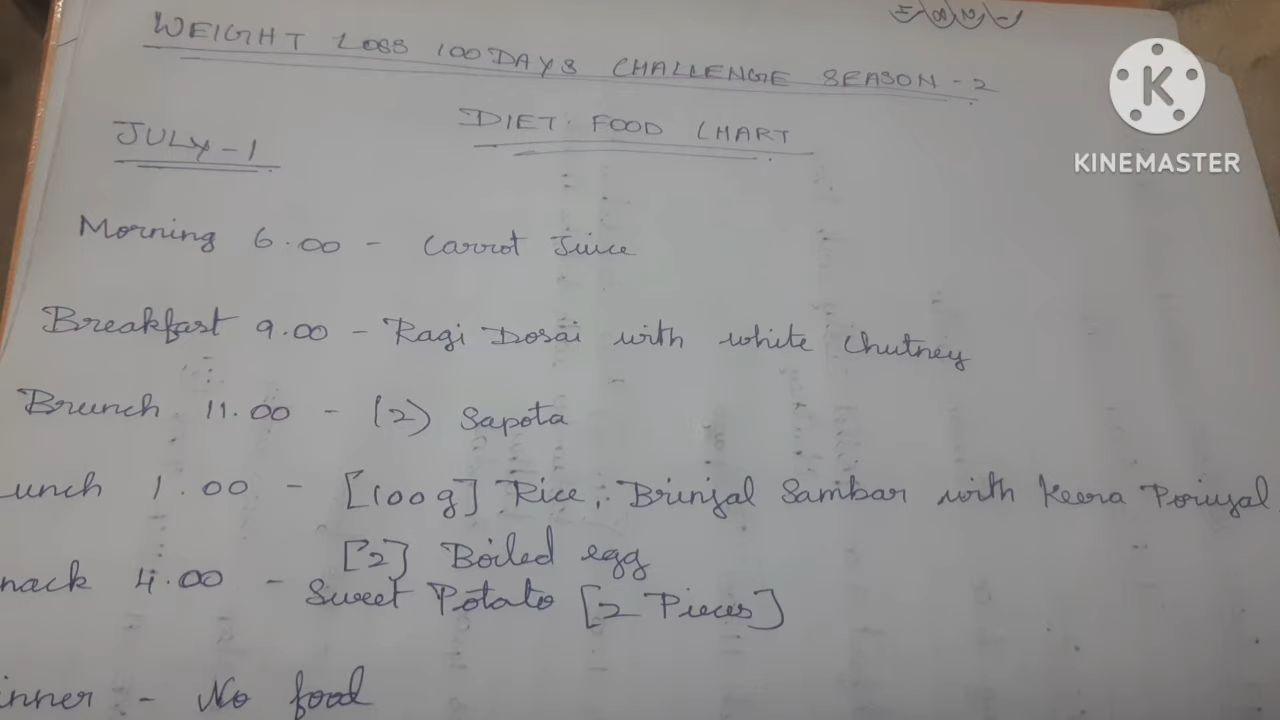 WEIGHT LOSS 100 DAYS CHALLENGE SEASON - 2
DIET FOOD CHART
JULY - 1
Morning 6.00 - Carrot Juice
Breakfast 9.00 - Ragi Dosai with white Chutney
Brunch 11.00 - (2) Sapota
unch 1.00 - [100g] Rice, Brinjal Sambar with Keera Poriyal
[2] Boiled egg
nack 4.00 - Sweet Potato [2 Pieces]
inner - No food
KINEMASTER